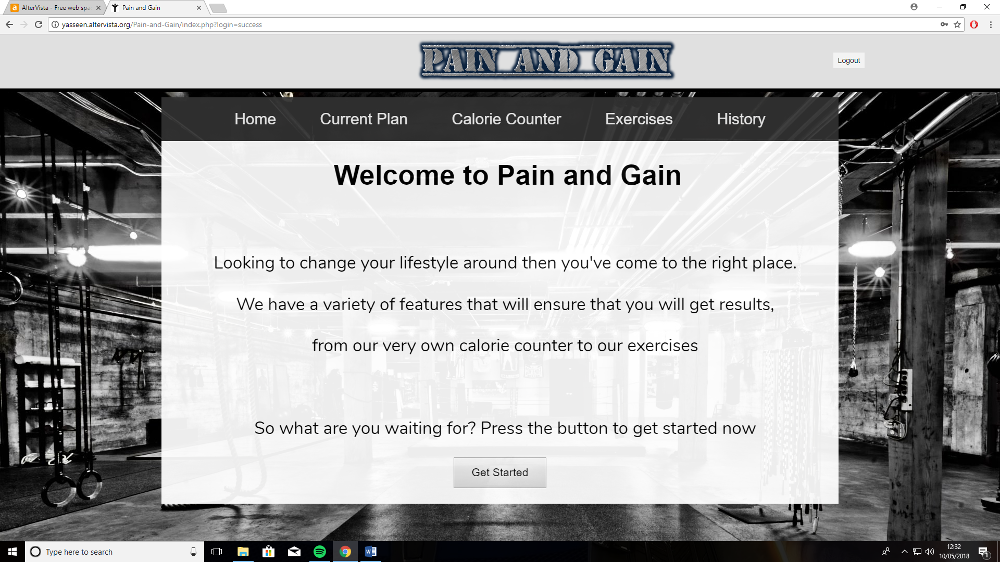 AlterVista - Free web spa
Pain and Gain
yasseen.altervista.org/Pain-and-Gain/index.php?login=success
PAIN AND GAIN
Logout
Home
Current Plan
Calorie Counter
Exercises
History
Welcome to Pain and Gain
Looking to change your lifestyle around then you've come to the right place.
We have a variety of features that will ensure that you will get results,
from our very own calorie counter to our exercises
So what are you waiting for? Press the button to get started now
Get Started
Type here to search
12:32
10/05/2018
1